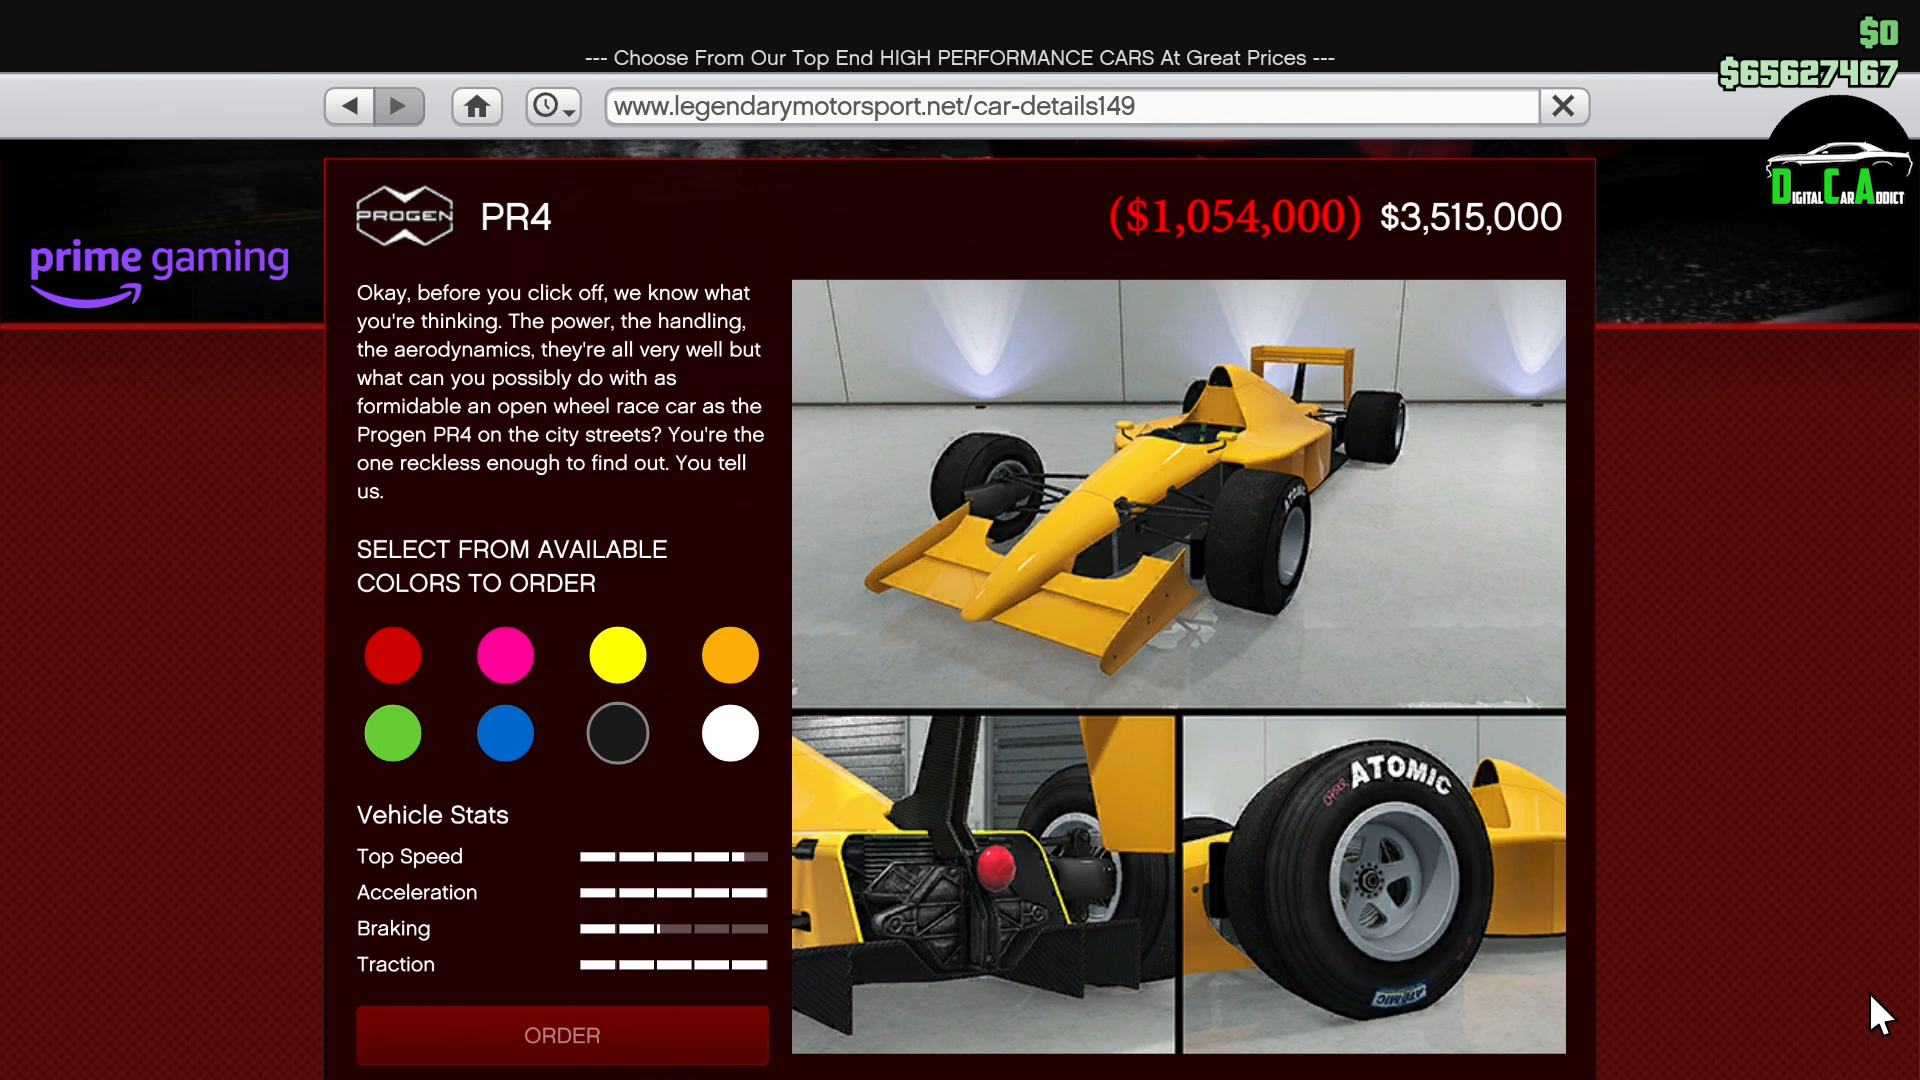 --- Choose From Our Top End HIGH PERFORMANCE CARS At Great Prices ---
$0
$65627467
www.legendarymotorsport.net/car-details149
DIGITALCARADDICT
prime gaming
PROGEN
PR4
($1,054,000) $3,515,000
Okay, before you click off, we know what
you're thinking. The power, the handling,
the aerodynamics, they're all very well but
what can you possibly do with as
formidable an open wheel race car as the
Progen PR4 on the city streets? You're the
one reckless enough to find out. You tell
us.
SELECT FROM AVAILABLE
COLORS TO ORDER
Vehicle Stats
Top Speed
Acceleration
Braking
Traction
ORDER
ATOMIC
ATOMIC
ATOMIC